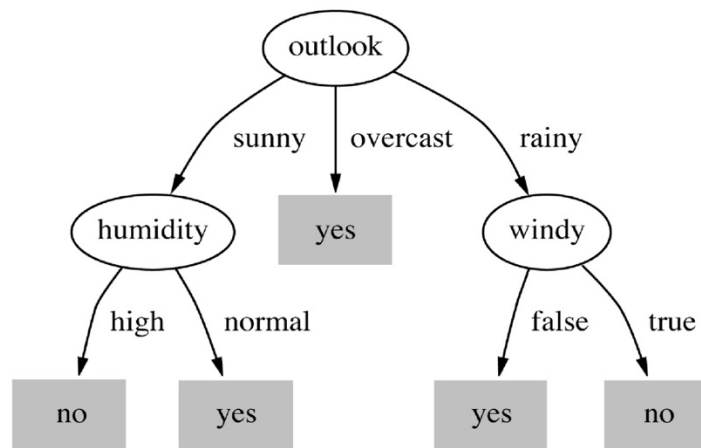 outlook
sunny overcast rainy
humidity yes windy
high normal false true
no yes yes no